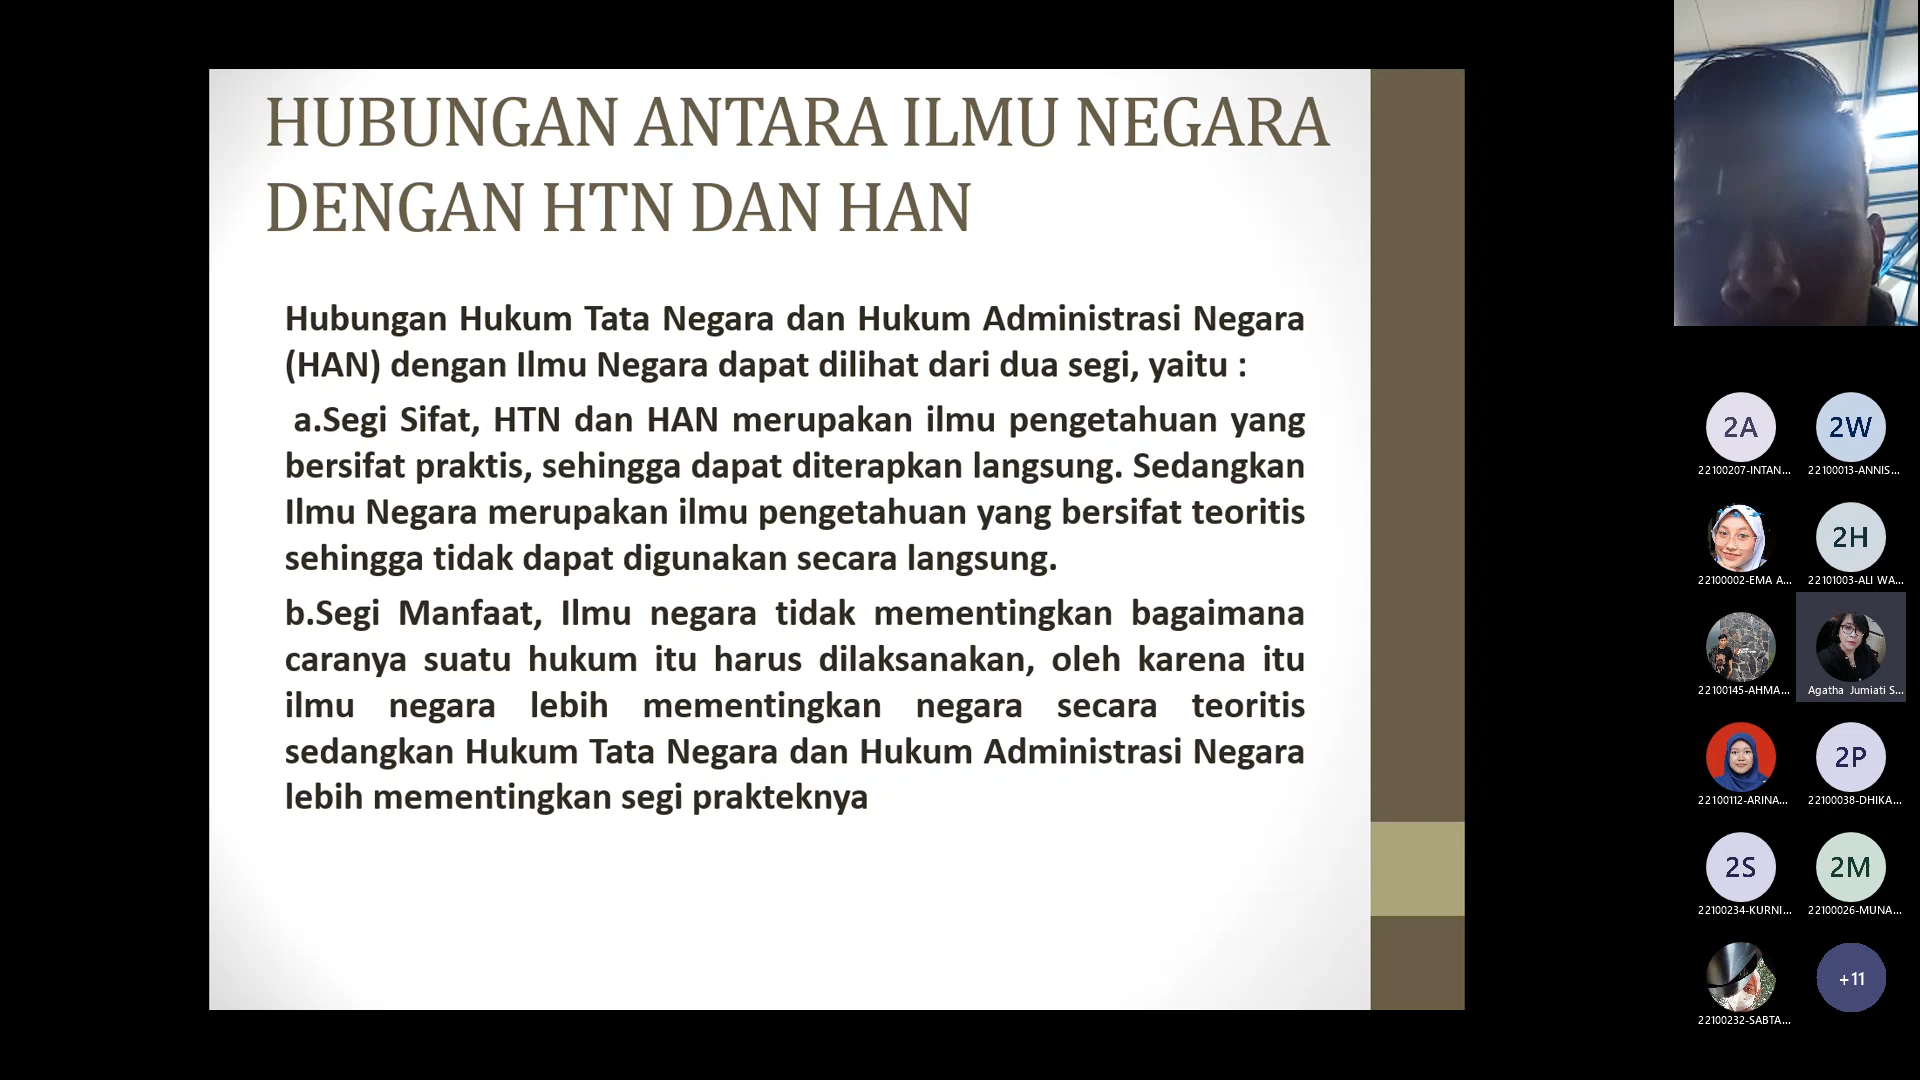 HUBUNGAN ANTARA ILMU NEGARA
DENGAN HTN DAN HAN
Hubungan Hukum Tata Negara dan Hukum Administrasi Negara
(HAN) dengan Ilmu Negara dapat dilihat dari dua segi, yaitu :
a.Segi Sifat, HTN dan HAN merupakan ilmu pengetahuan yang
bersifat praktis, sehingga dapat diterapkan langsung. Sedangkan
Ilmu Negara merupakan ilmu pengetahuan yang bersifat teoritis
sehingga tidak dapat digunakan secara langsung.
b.Segi Manfaat, Ilmu negara tidak mementingkan bagaimana
caranya suatu hukum itu harus dilaksanakan, oleh karena itu
ilmu negara lebih mementingkan negara secara teoritis
sedangkan Hukum Tata Negara dan Hukum Administrasi Negara
lebih mementingkan segi prakteknya
2A
2W
22100207-INTAN...
22100013-ANNIS...
2H
22100002-EMA A...
22101003-ALI WA...
22100145-AHMA...
Agatha Jumiati S...
2P
22100112-ARINA...
22100038-DHIKA...
2S
2M
22100234-KURNI...
22100026-MUNA...
+11
22100232-SABTA...